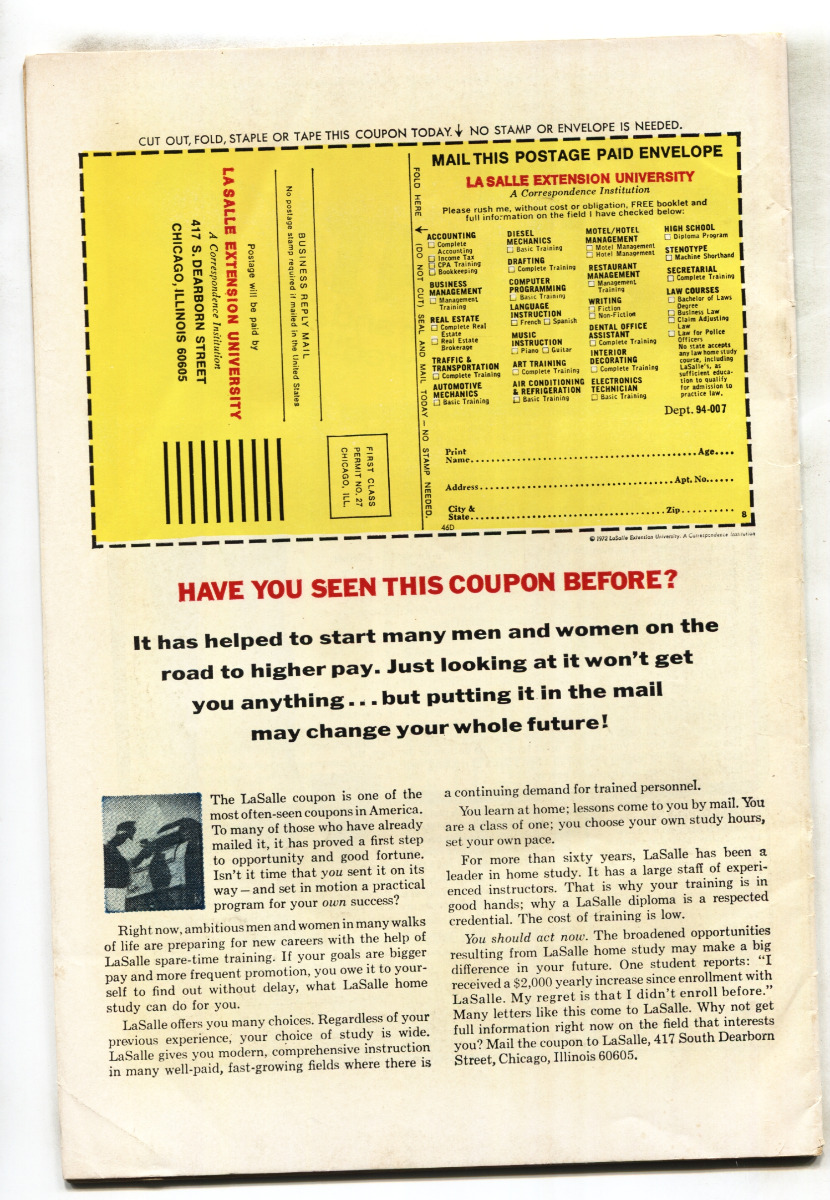 CUT OUT, FOLD, STAPLE OR TAPE THIS COUPON TODAY. ↓ NO STAMP OR ENVELOPE IS NEEDED.
BUSINESS REPLY MAIL
No postage stamp required if mailed in the United States
Postage will be paid by
LA SALLE EXTENSION UNIVERSITY
A Correspondence Institution
417 S. DEARBORN STREET
CHICAGO, ILLINOIS 60605
FIRST CLASS
PERMIT NO. 27
CHICAGO, ILL.
FOLD HERE ← (DO NOT CUT) SEAL AND MAIL TODAY — NO STAMP NEEDED.
MAIL THIS POSTAGE PAID ENVELOPE
LA SALLE EXTENSION UNIVERSITY
A Correspondence Institution
Please rush me, without cost or obligation, FREE booklet and
full information on the field I have checked below:
ACCOUNTING
☐ Complete
Accounting
☐ Income Tax
☐ CPA Training
☐ Bookkeeping
BUSINESS
MANAGEMENT
☐ Management
Training
REAL ESTATE
☐ Complete Real
Estate
☐ Real Estate
Brokerage
TRAFFIC &
TRANSPORTATION
☐ Complete Training
AUTOMOTIVE
MECHANICS
☐ Basic Training
DIESEL
MECHANICS
☐ Basic Training
DRAFTING
☐ Complete Training
COMPUTER
PROGRAMMING
☐ Basic Training
LANGUAGE
INSTRUCTION
☐ French ☐ Spanish
MUSIC
INSTRUCTION
☐ Piano ☐ Guitar
ART TRAINING
☐ Complete Training
AIR CONDITIONING
& REFRIGERATION
☐ Basic Training
MOTEL/HOTEL
MANAGEMENT
☐ Motel Management
☐ Hotel Management
RESTAURANT
MANAGEMENT
☐ Management
Training
WRITING
☐ Fiction
☐ Non-Fiction
DENTAL OFFICE
ASSISTANT
☐ Complete Training
INTERIOR
DECORATING
☐ Complete Training
ELECTRONICS
TECHNICIAN
☐ Basic Training
HIGH SCHOOL
☐ Diploma Program
STENOTYPE
☐ Machine Shorthand
SECRETARIAL
☐ Complete Training
LAW COURSES
☐ Bachelor of Laws
Degree
☐ Business Law
☐ Claim Adjusting
Law
☐ Law for Police
Officers
No state accepts
any law home study
course, including
LaSalle's, as
sufficient educa-
tion to qualify
for admission to
practice law.
Dept. 94-007
Print
Name.......... Age....
Address.......... Apt. No......
City &
State.......... Zip..........
46D
8
© 1972 LaSalle Extension University. A Correspondence Institution
HAVE YOU SEEN THIS COUPON BEFORE?
It has helped to start many men and women on the
road to higher pay. Just looking at it won't get
you anything...but putting it in the mail
may change your whole future!
The LaSalle coupon is one of the
most often-seen coupons in America.
To many of those who have already
mailed it, it has proved a first step
to opportunity and good fortune.
Isn't it time that you sent it on its
way — and set in motion a practical
program for your own success?
Right now, ambitious men and women in many walks
of life are preparing for new careers with the help of
LaSalle spare-time training. If your goals are bigger
pay and more frequent promotion, you owe it to your-
self to find out without delay, what LaSalle home
study can do for you.
LaSalle offers you many choices. Regardless of your
previous experience, your choice of study is wide.
LaSalle gives you modern, comprehensive instruction
in many well-paid, fast-growing fields where there is
a continuing demand for trained personnel.
You learn at home; lessons come to you by mail. You
are a class of one; you choose your own study hours,
set your own pace.
For more than sixty years, LaSalle has been a
leader in home study. It has a large staff of experi-
enced instructors. That is why your training is in
good hands; why a LaSalle diploma is a respected
credential. The cost of training is low.
You should act now. The broadened opportunities
resulting from LaSalle home study may make a big
difference in your future. One student reports: "I
received a $2,000 yearly increase since enrollment with
LaSalle. My regret is that I didn't enroll before."
Many letters like this come to LaSalle. Why not get
full information right now on the field that interests
you? Mail the coupon to LaSalle, 417 South Dearborn
Street, Chicago, Illinois 60605.